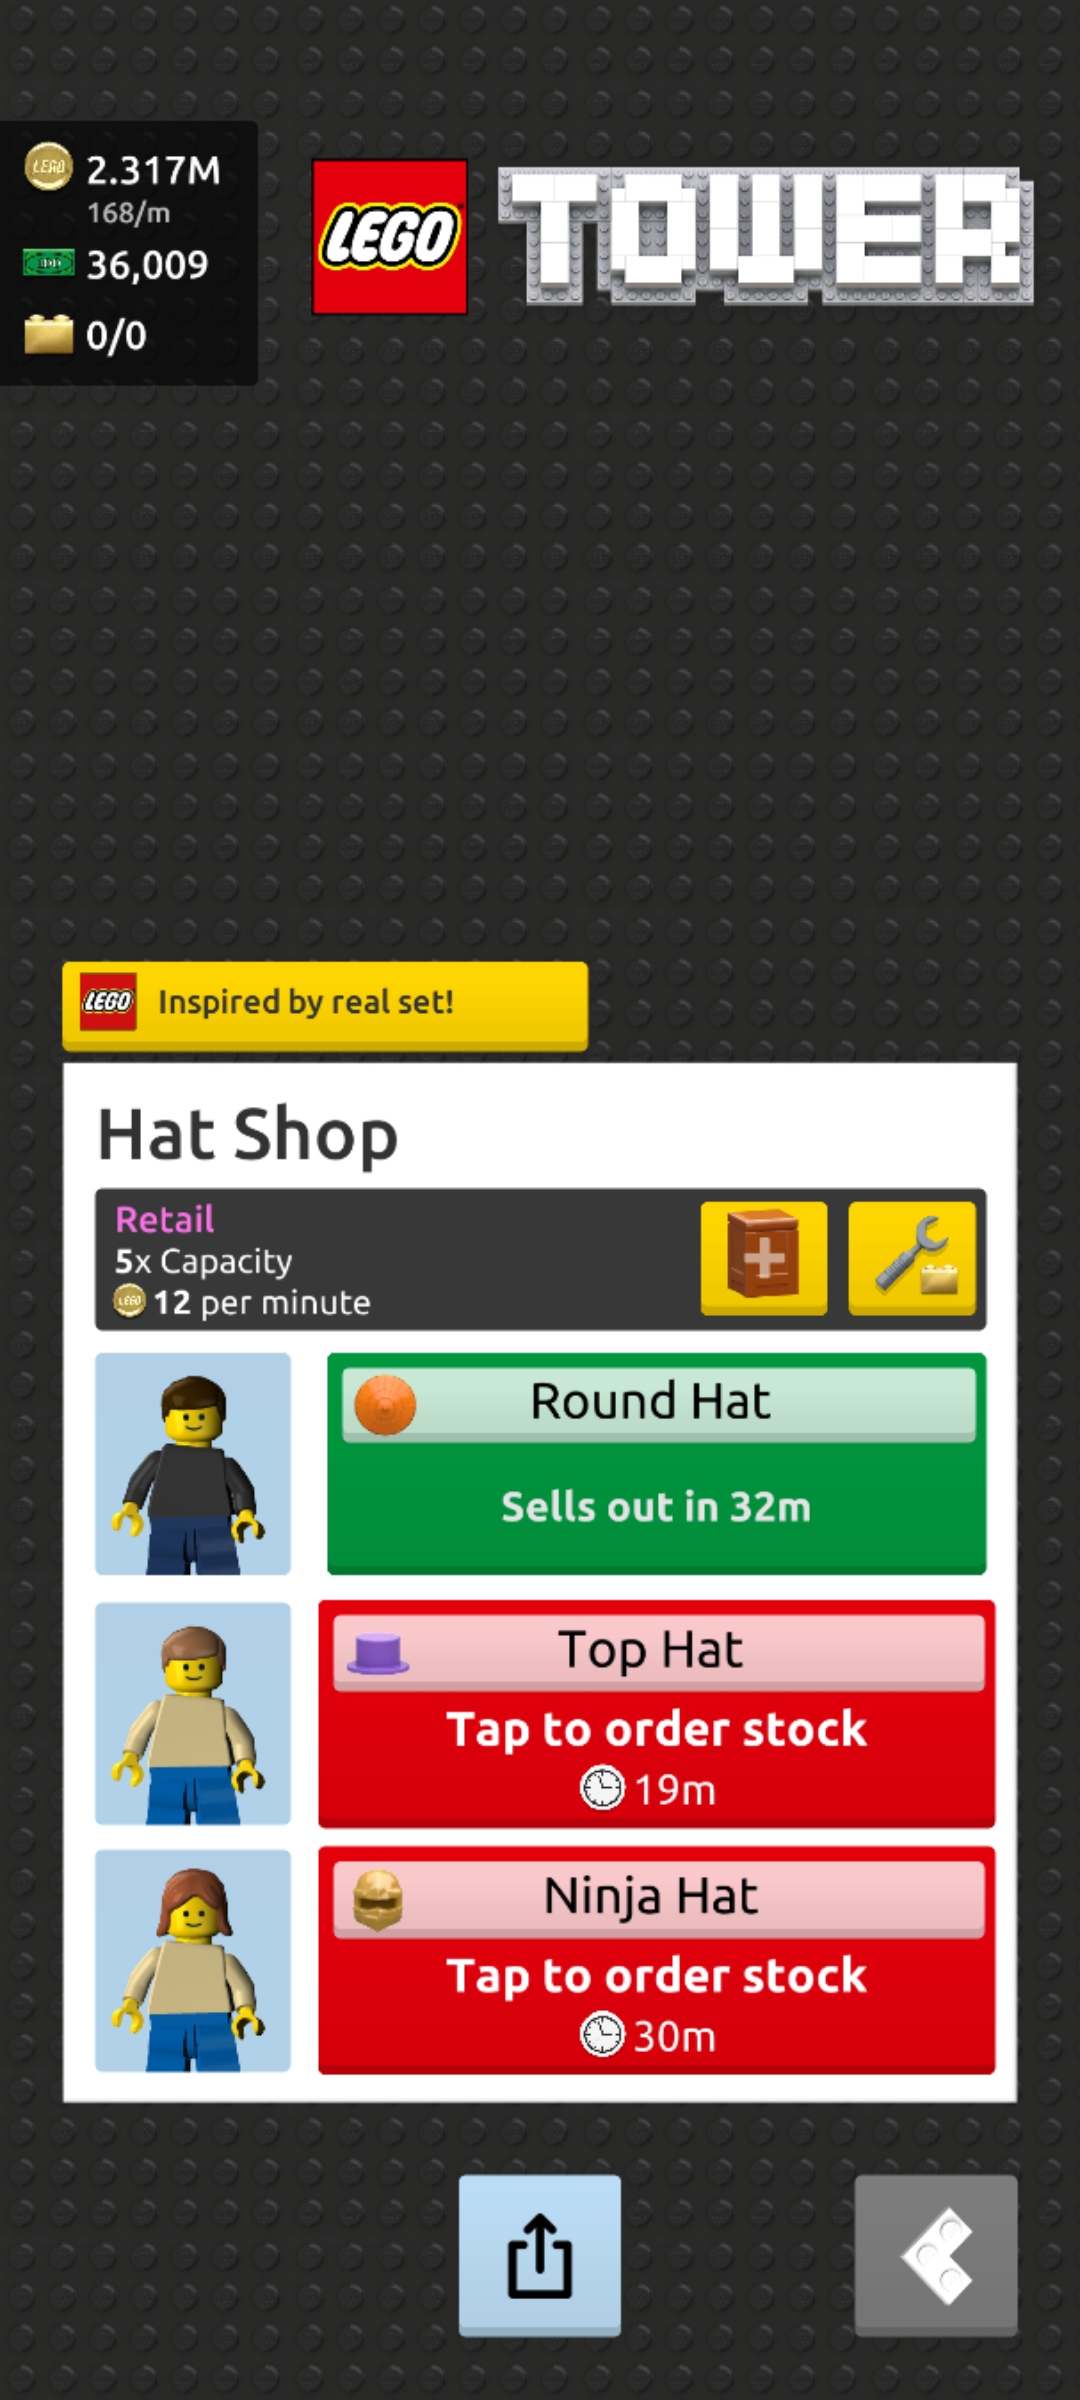 2.317M
168/m
36,009
0/0
LEGO
TOWER
LEGO Inspired by real set!
Hat Shop
Retail
5x Capacity
12 per minute
Round Hat
Sells out in 32m
Top Hat
Tap to order stock
19m
Ninja Hat
Tap to order stock
30m